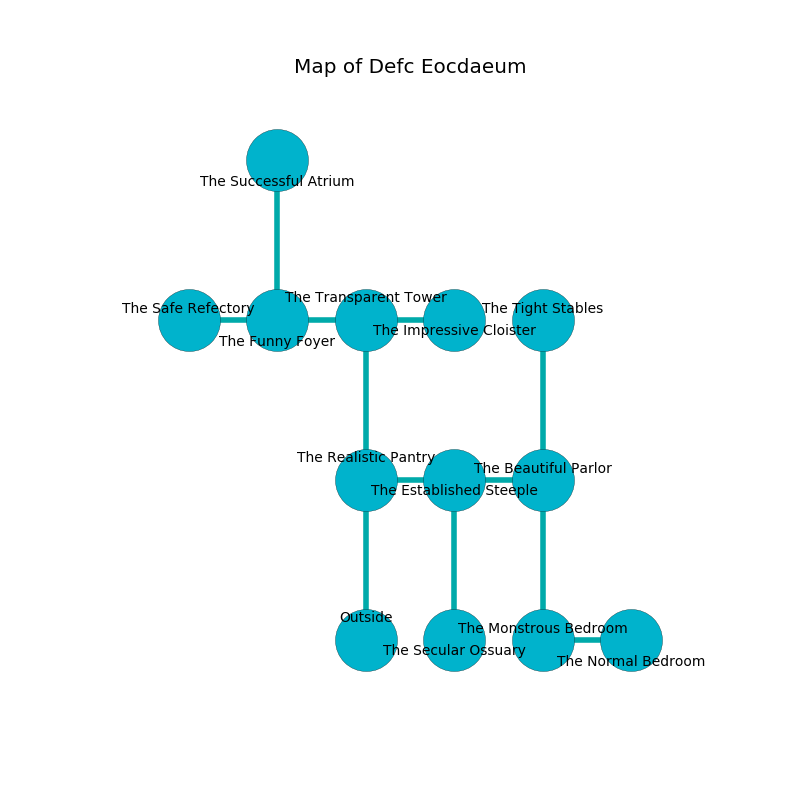 Map of Defc Eocdaeum
The Successful Atrium
The Transparent Tower
The Safe Refectory
The Tight Stables
The Impressive Cloister
The Funny Foyer
The Realistic Pantry
The Beautiful Parlor
The Established Steeple
Outside
The Monstrous Bedroom
The Secular Ossuary
The Normal Bedroom